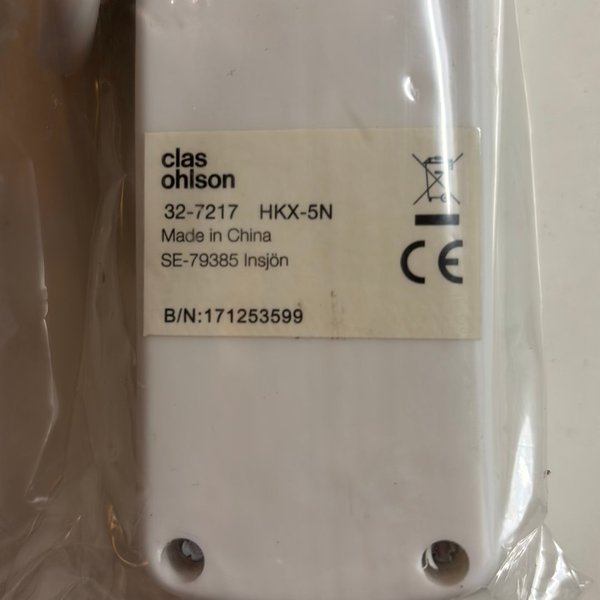 clas
ohlson
32-7217 HKX-5N
Made in China
SE-79385 Insjön
B/N:171253599
CE